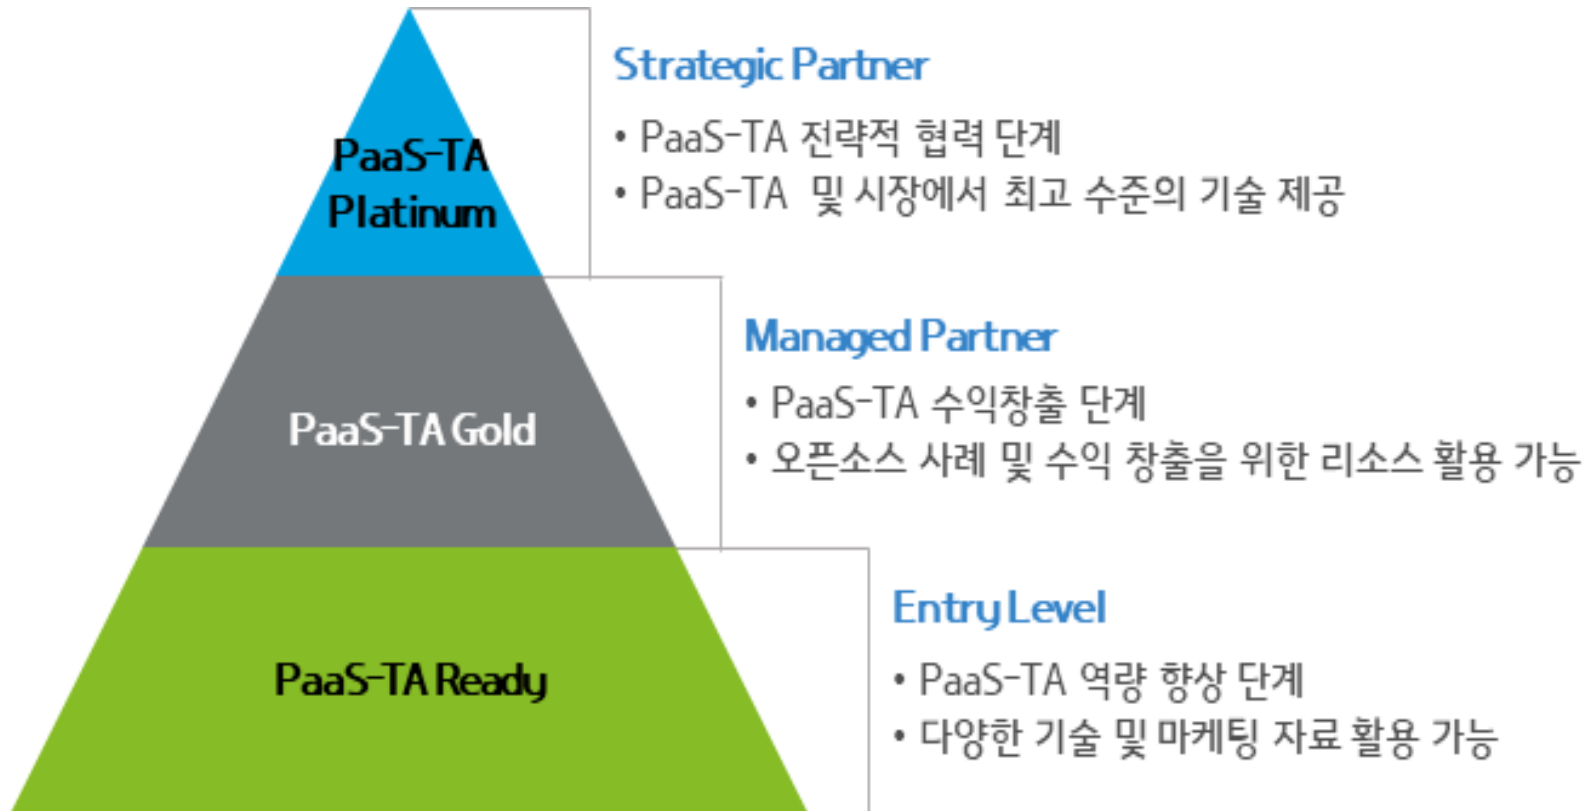 PaaS-TA
Platinum
Strategic Partner
• PaaS-TA 전략적 협력 단계
• PaaS-TA 및 시장에서 최고 수준의 기술 제공
PaaS-TA Gold
Managed Partner
• PaaS-TA 수익창출 단계
• 오픈소스 사례 및 수익 창출을 위한 리소스 활용 가능
PaaS-TA Ready
Entry Level
• PaaS-TA 역량 향상 단계
• 다양한 기술 및 마케팅 자료 활용 가능